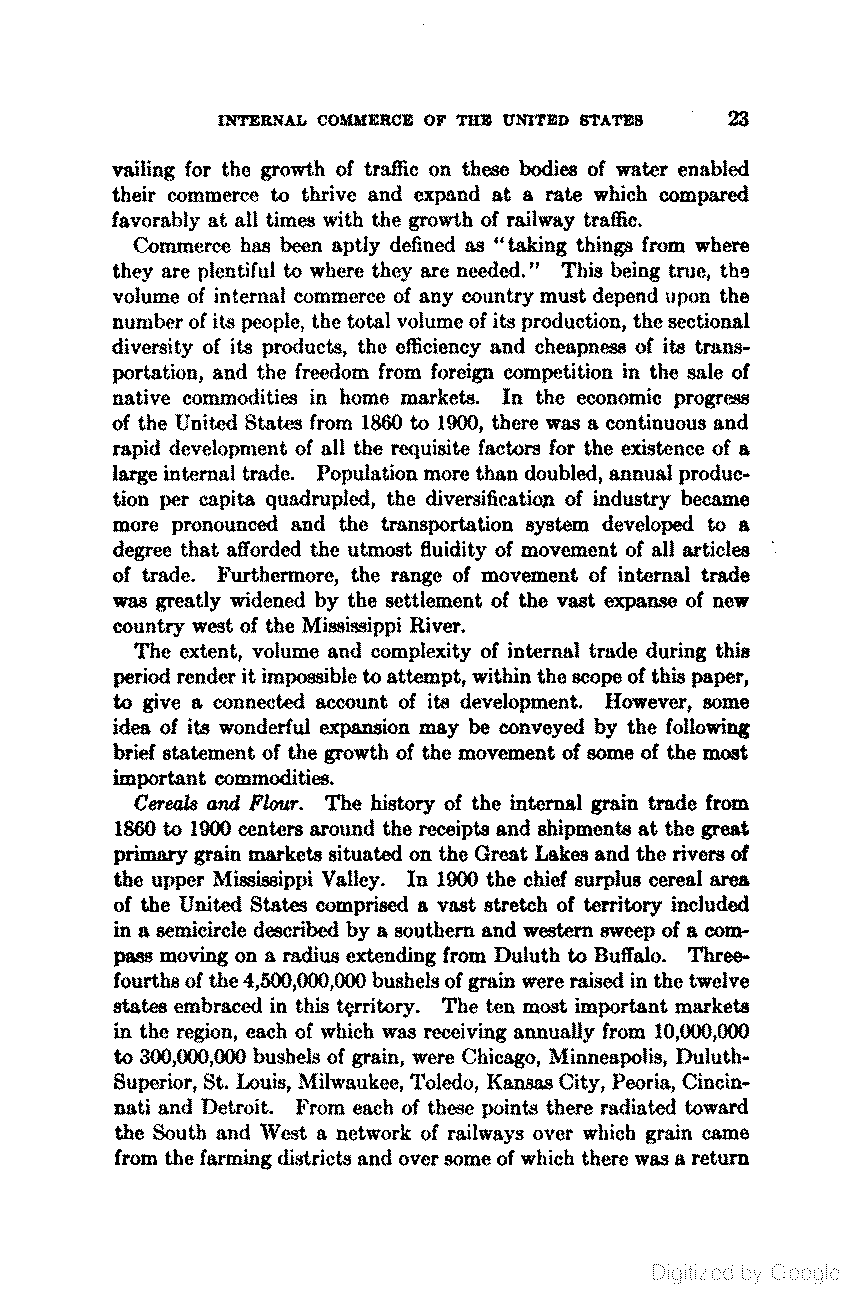 INTERNAL COMMERCE OF THE UNITED STATES 23
vailing for the growth of traffic on these bodies of water enabled
their commerce to thrive and expand at a rate which compared
favorably at all times with the growth of railway traffic.
Commerce has been aptly defined as "taking things from where
they are plentiful to where they are needed." This being true, the
volume of internal commerce of any country must depend upon the
number of its people, the total volume of its production, the sectional
diversity of its products, the efficiency and cheapness of its trans-
portation, and the freedom from foreign competition in the sale of
native commodities in home markets. In the economic progress
of the United States from 1860 to 1900, there was a continuous and
rapid development of all the requisite factors for the existence of a
large internal trade. Population more than doubled, annual produc-
tion per capita quadrupled, the diversification of industry became
more pronounced and the transportation system developed to a
degree that afforded the utmost fluidity of movement of all articles
of trade. Furthermore, the range of movement of internal trade
was greatly widened by the settlement of the vast expanse of new
country west of the Mississippi River.
The extent, volume and complexity of internal trade during this
period render it impossible to attempt, within the scope of this paper,
to give a connected account of its development. However, some
idea of its wonderful expansion may be conveyed by the following
brief statement of the growth of the movement of some of the most
important commodities.
Cereals and Flour. The history of the internal grain trade from
1860 to 1900 centers around the receipts and shipments at the great
primary grain markets situated on the Great Lakes and the rivers of
the upper Mississippi Valley. In 1900 the chief surplus cereal area
of the United States comprised a vast stretch of territory included
in a semicircle described by a southern and western sweep of a com-
pass moving on a radius extending from Duluth to Buffalo. Three-
fourths of the 4,500,000,000 bushels of grain were raised in the twelve
states embraced in this territory. The ten most important markets
in the region, each of which was receiving annually from 10,000,000
to 300,000,000 bushels of grain, were Chicago, Minneapolis, Duluth-
Superior, St. Louis, Milwaukee, Toledo, Kansas City, Peoria, Cincin-
nati and Detroit. From each of these points there radiated toward
the South and West a network of railways over which grain came
from the farming districts and over some of which there was a return
Digitized by Google